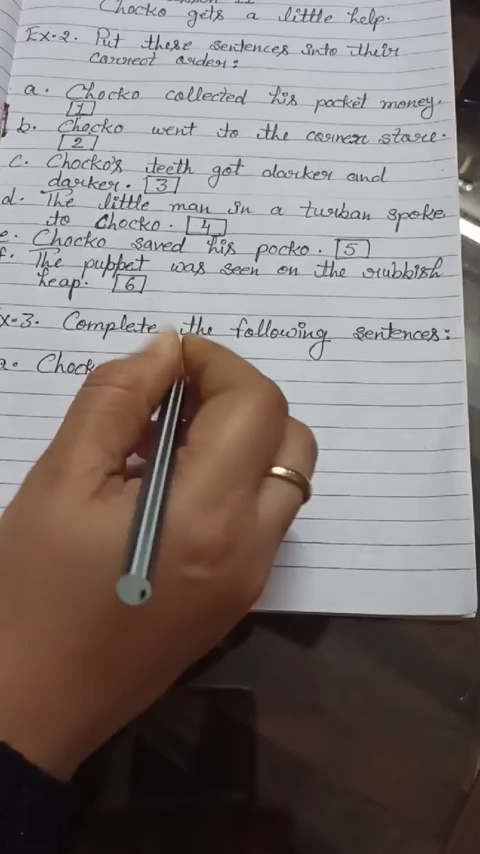 Chocko gets a little help.
Ex-2. Put these sentences into their
correct order:
a. Chocko collected his pocket money.
[1]
b. Chocko went to the corner store.
[2]
c. Chocko's teeth got darker and
darker. [3]
d. The little man in a turban spoke
to Chocko. [4]
e. Chocko saved his pocko. [5]
f. The puppet was seen on the rubbish
heap. [6]
Ex-3. Complete the following sentences:
a. Chock